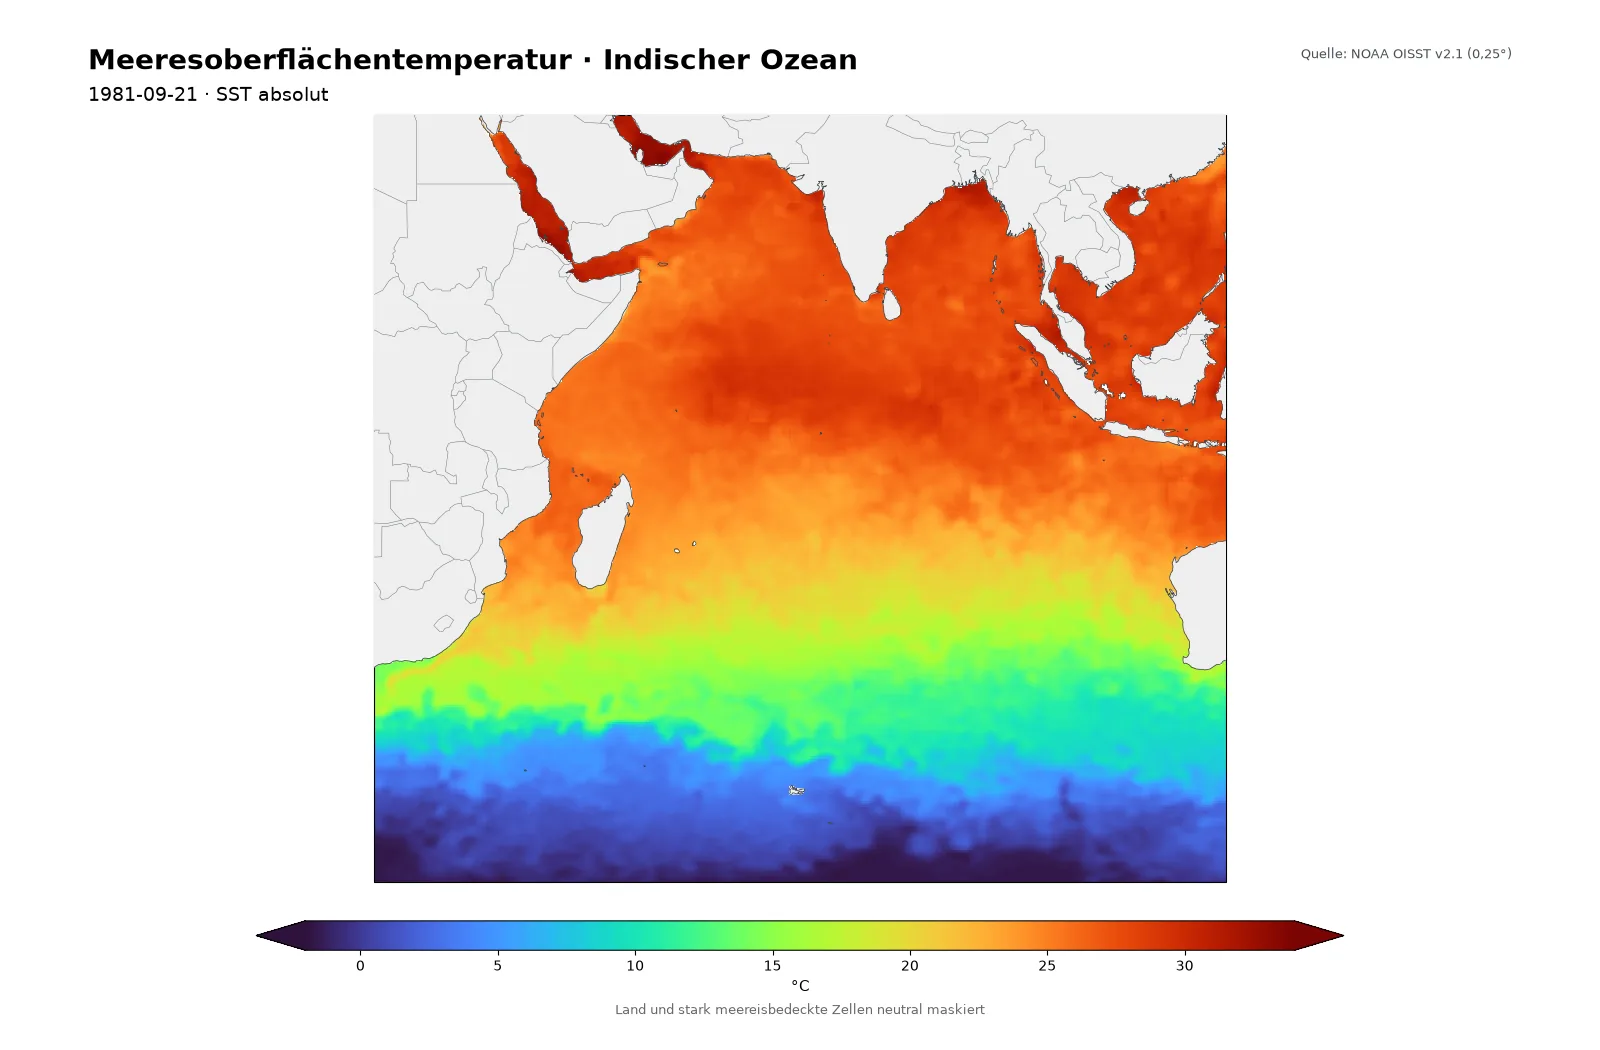 Meeresoberflächentemperatur · Indischer Ozean
Quelle: NOAA OISST v2.1 (0,25°)
1981-09-21 · SST absolut
0 5 10 15 20 25 30
°C
Land und stark meereisbedeckte Zellen neutral maskiert